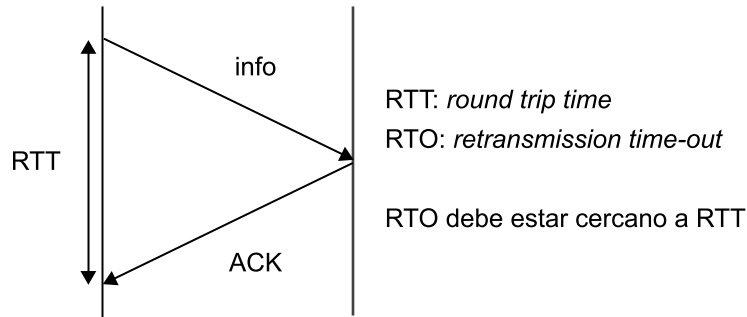 info
RTT
ACK
RTT: round trip time
RTO: retransmission time-out
RTO debe estar cercano a RTT